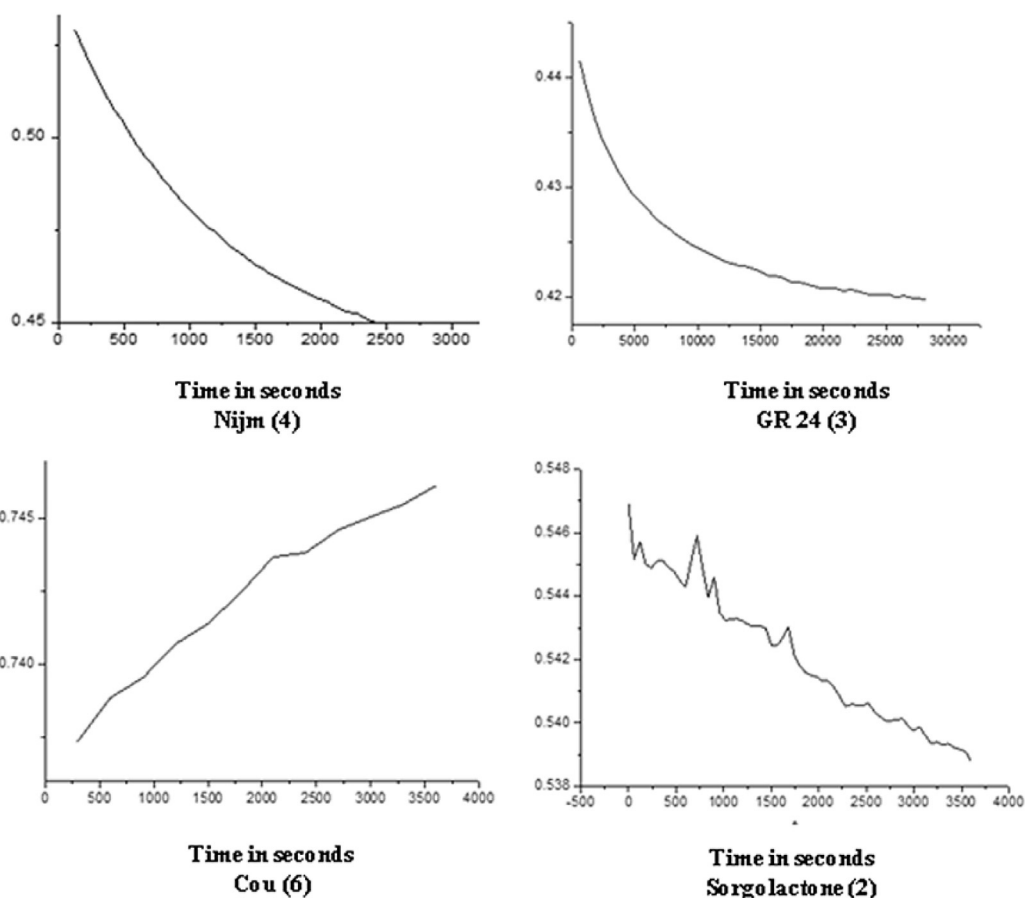 0.50
0.45
0 500 1000 1500 2000 2500 3000
Time in seconds
Nijm (4)
0.44
0.43
0.42
0 5000 10000 15000 20000 25000 30000
Time in seconds
GR 24 (3)
0.745
0.740
0 500 1000 1500 2000 2500 3000 3500 4000
Time in seconds
Cou (6)
0.548
0.546
0.544
0.542
0.540
0.538
-500 0 500 1000 1500 2000 2500 3000 3500 4000
Time in seconds
Sorgolactone (2)